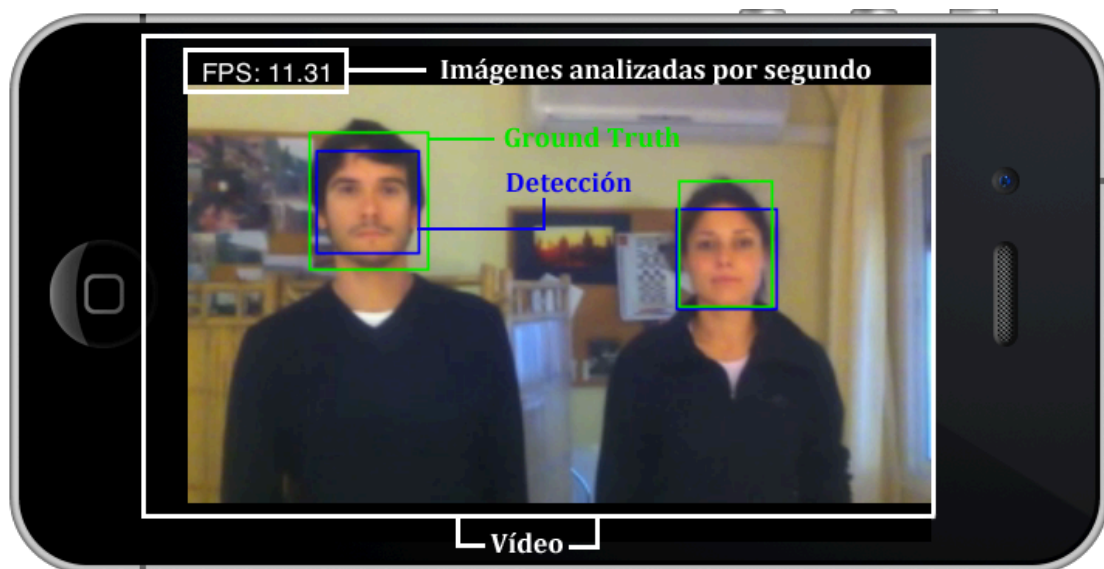 FPS: 11.31
Imágenes analizadas por segundo
Ground Truth
Detección
Vídeo